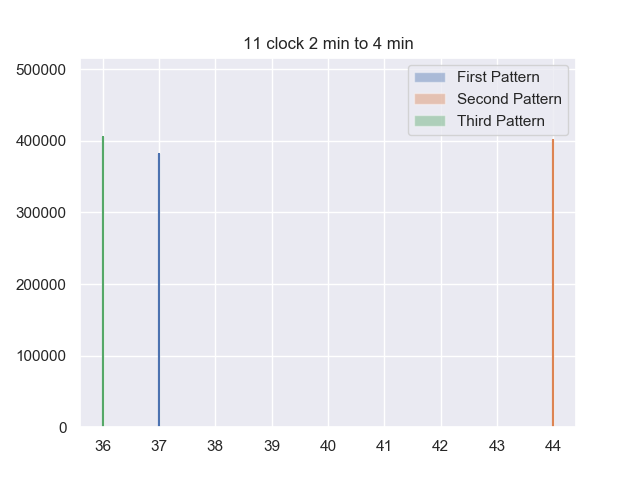 11 clock 2 min to 4 min
First Pattern
Second Pattern
Third Pattern
500000
400000
300000
200000
100000
0
36 37 38 39 40 41 42 43 44